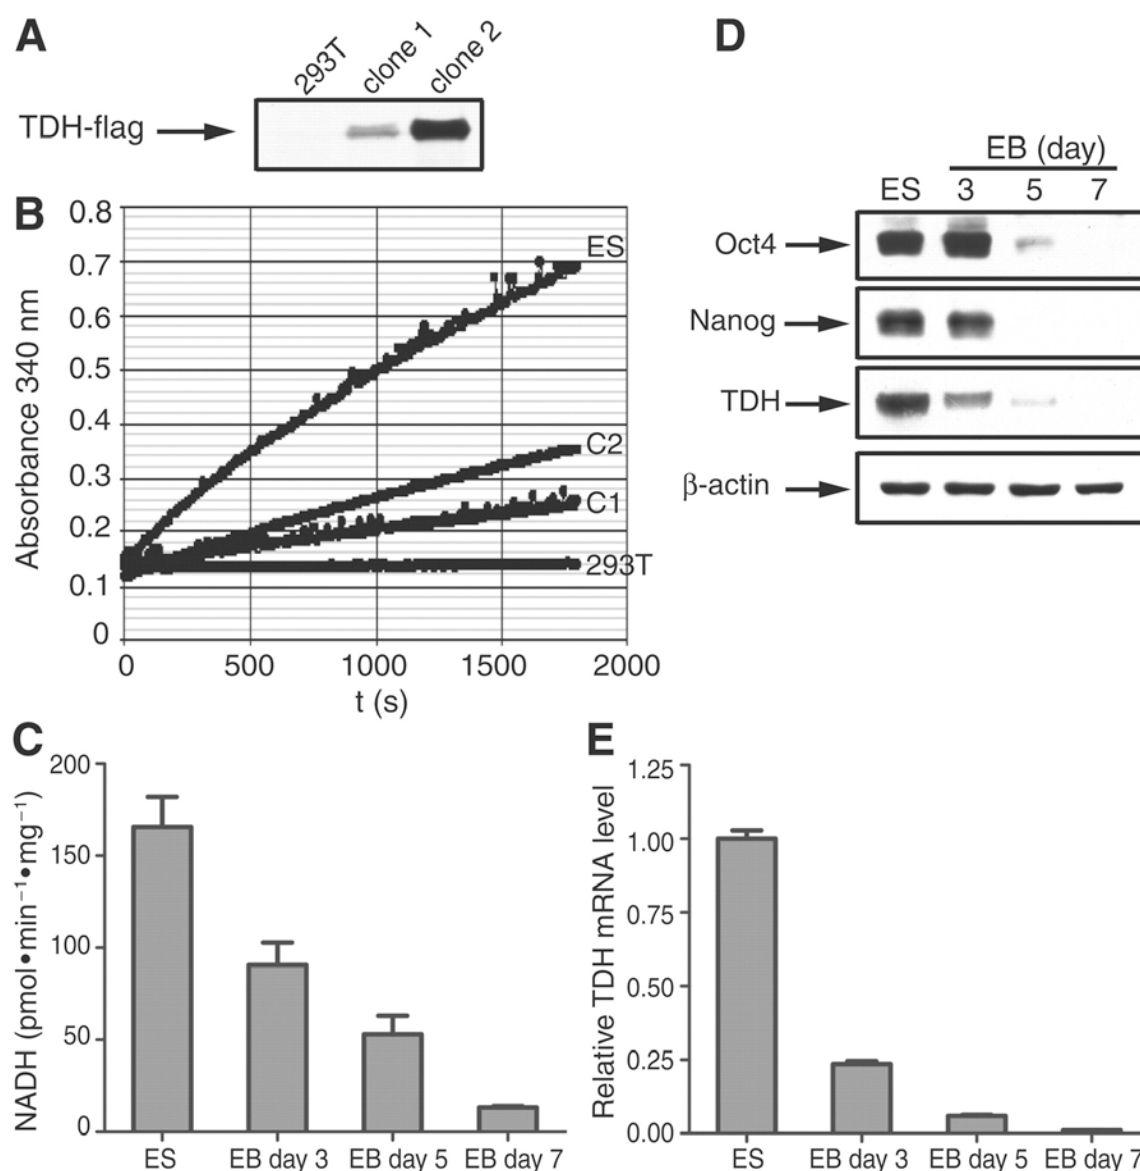 A
293T
clone 1
clone 2
TDH-flag
B
0.8
0.7
0.6
0.5
0.4
0.3
0.2
0.1
0
Absorbance 340 nm
ES
C2
C1
293T
0 500 1000 1500 2000
t (s)
D
EB (day)
ES 3 5 7
Oct4
Nanog
TDH
β-actin
C
200
150
100
50
0
NADH (pmol•min⁻¹•mg⁻¹)
ES EB day 3 EB day 5 EB day 7
E
1.25
1.00
0.75
0.50
0.25
0.00
Relative TDH mRNA level
ES EB day 3 EB day 5 EB day 7